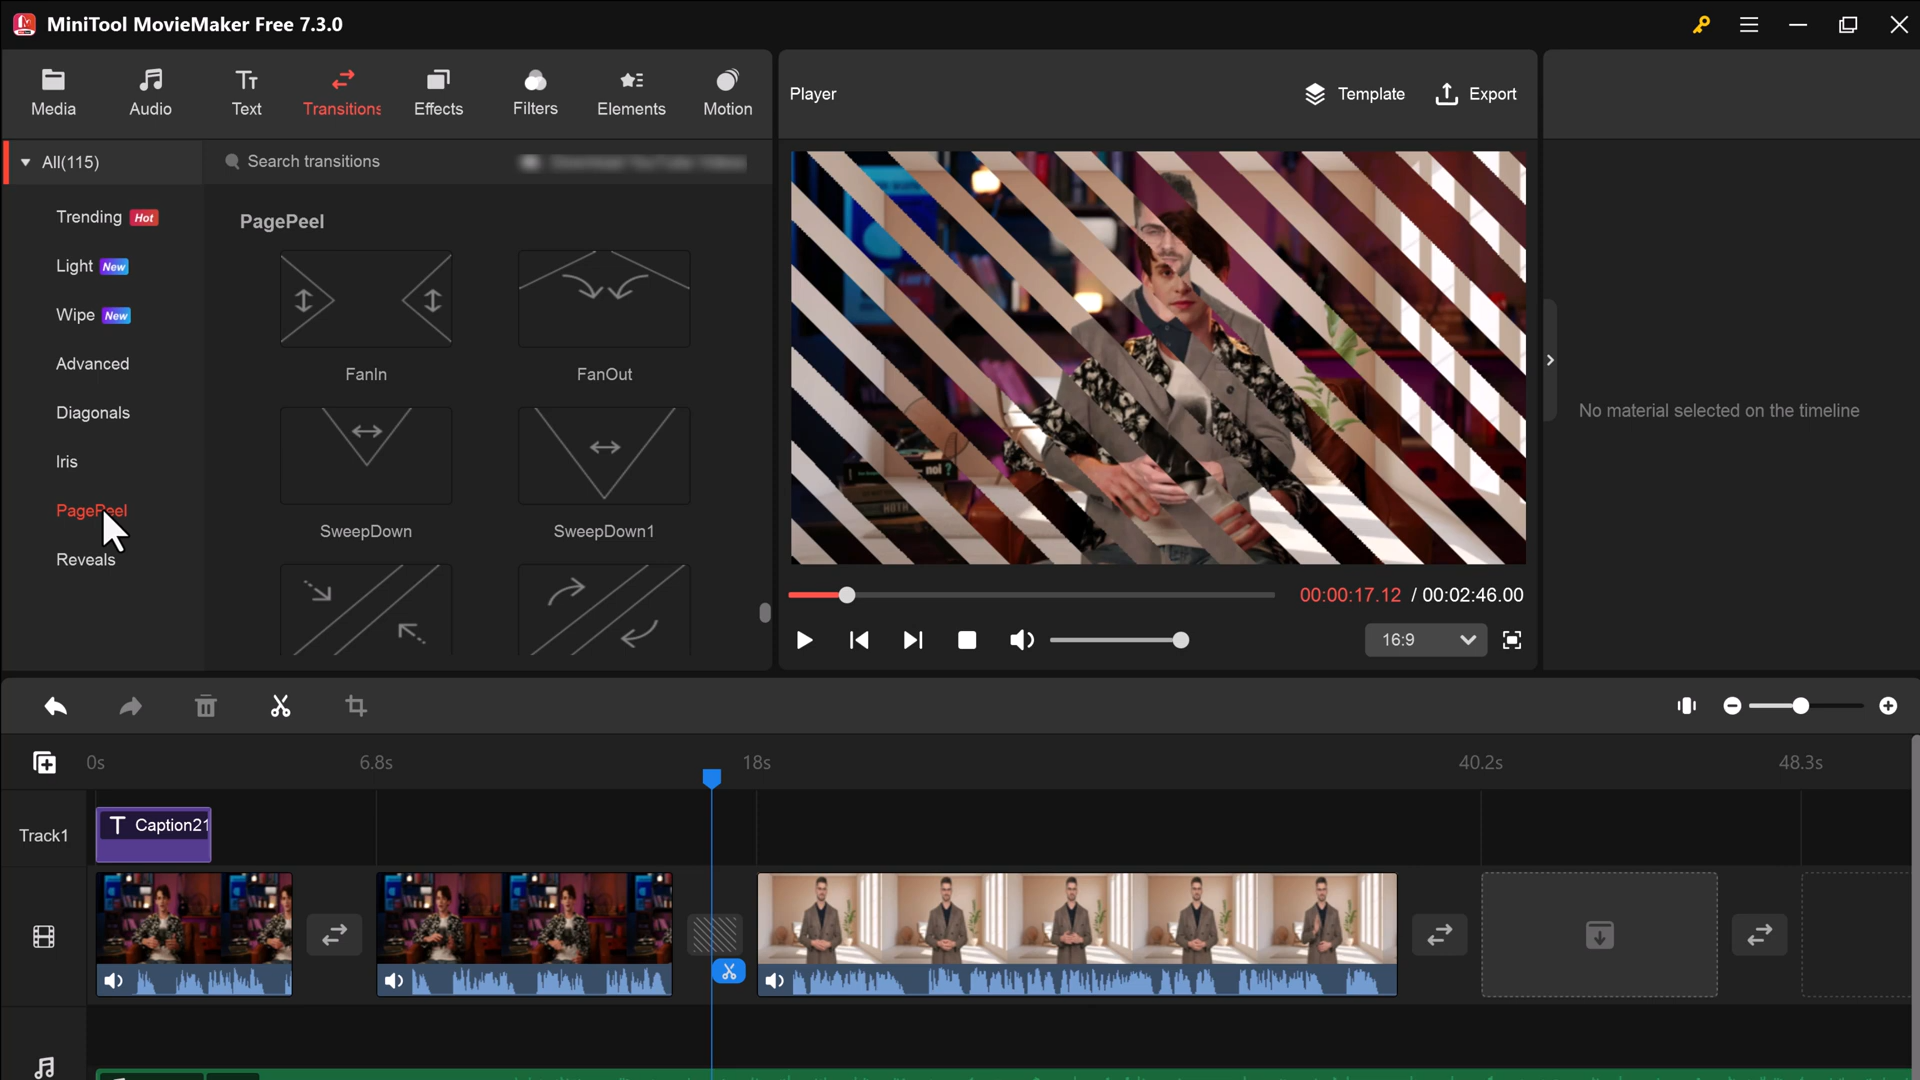 MiniTool MovieMaker Free 7.3.0
Media
Audio
Text
Transitions
Effects
Filters
Elements
Motion
Player
Template
Export
All(115)
Search transitions
Trending Hot
Light New
Wipe New
Advanced
Diagonals
Iris
PagePeel
Reveals
PagePeel
FanIn
FanOut
SweepDown
SweepDown1
noi ?
No material selected on the timeline
00:00:17.12 / 00:02:46.00
16:9
0s
6.8s
18s
40.2s
48.3s
Track1
T Caption21